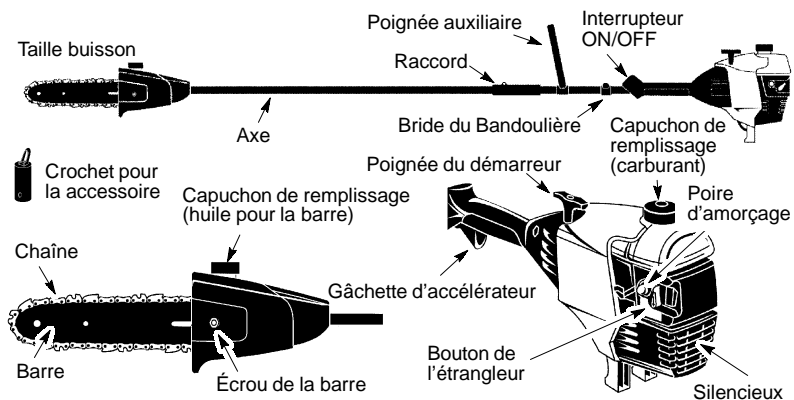 Poignée auxiliaire
Interrupteur
ON/OFF
Taille buisson
Raccord
Axe
Bride du Bandoulière
Capuchon de
remplissage
(carburant)
Crochet pour
la accessoire
Poignée du démarreur
Capuchon de remplissage
(huile pour la barre)
Poire
d’amorçage
Chaîne
Gâchette d’accélérateur
Barre
Écrou de la barre
Bouton de
l’étrangleur
Silencieux